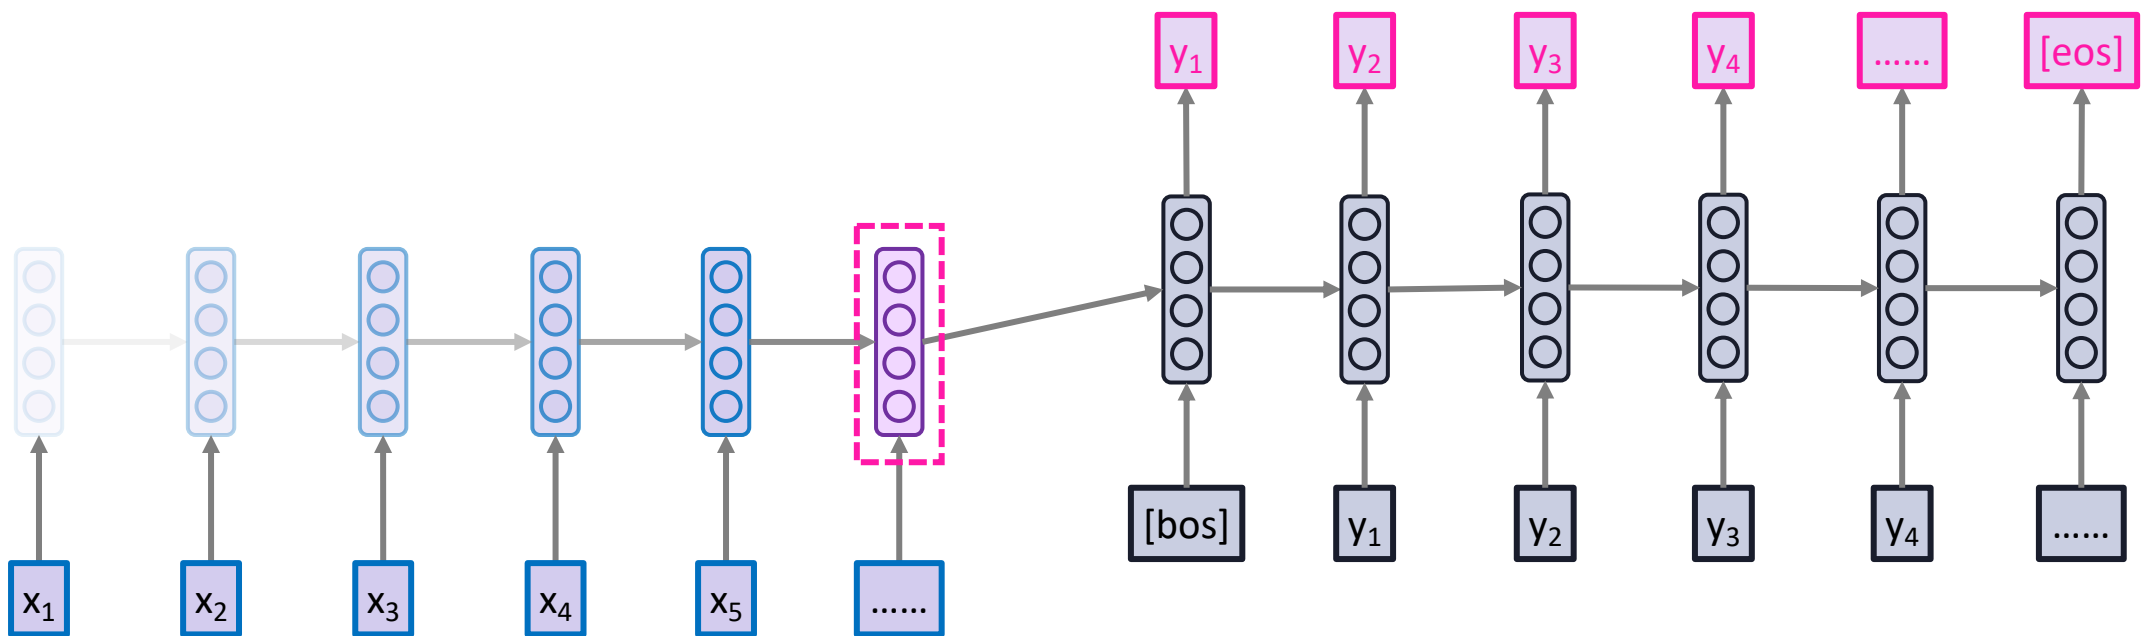 y₁ y₂ y₃ y₄ ...... [eos]
[bos] y₁ y₂ y₃ y₄ ......
x₁ x₂ x₃ x₄ x₅ ......